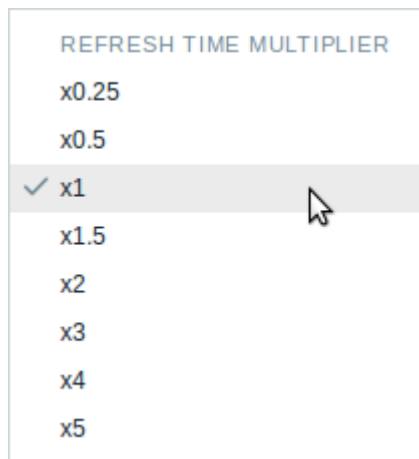 REFRESH TIME MULTIPLIER
x0.25
x0.5
x1
x1.5
x2
x3
x4
x5